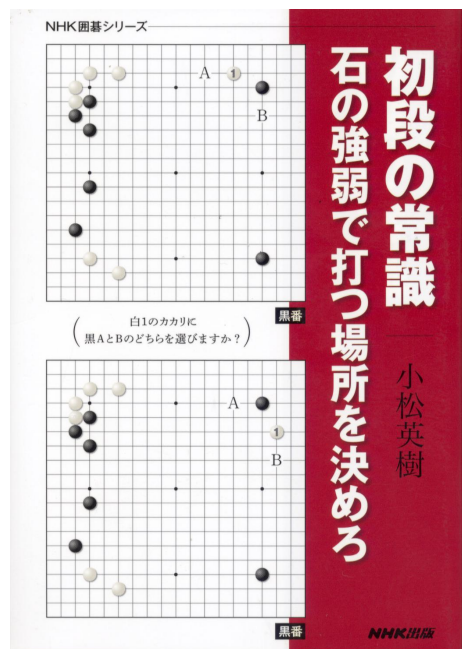 NHK囲碁シリーズ
初段の常識
石の強弱で打つ場所を決めろ
小松英樹
A
1
B
黒番
白1のカカリに
黒AとBのどちらを選びますか?
A
1
B
黒番
NHK出版